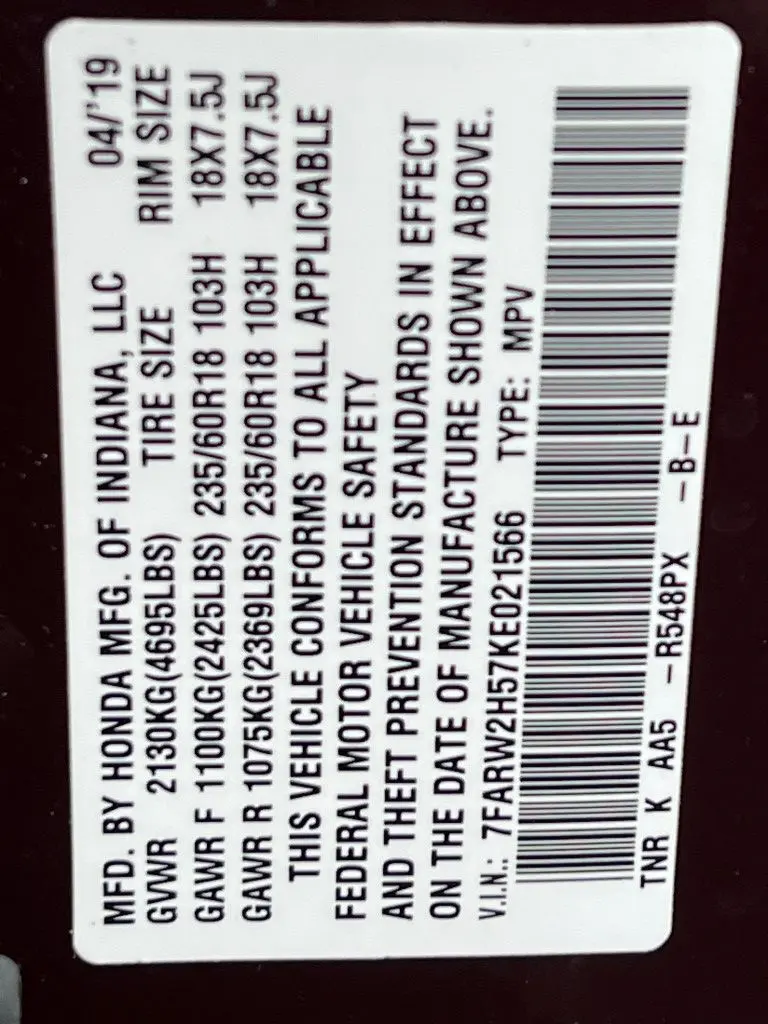 MFD. BY HONDA MFG. OF INDIANA, LLC 04/'19
GVWR 2130KG(4695LBS) TIRE SIZE RIM SIZE
GAWR F 1100KG(2425LBS) 235/60R18 103H 18X7.5J
GAWR R 1075KG(2369LBS) 235/60R18 103H 18X7.5J
THIS VEHICLE CONFORMS TO ALL APPLICABLE
FEDERAL MOTOR VEHICLE SAFETY
AND THEFT PREVENTION STANDARDS IN EFFECT
ON THE DATE OF MANUFACTURE SHOWN ABOVE.
V.I.N.: 7FARW2H57KE021566 TYPE: MPV
TNR K AA5 -R548PX -B-E